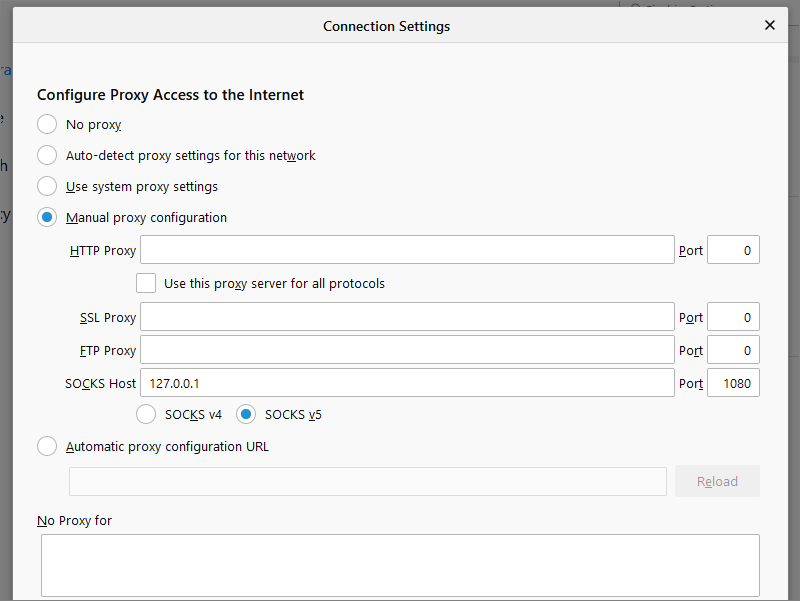 Connection Settings
Configure Proxy Access to the Internet
No proxy
Auto-detect proxy settings for this network
Use system proxy settings
Manual proxy configuration
HTTP Proxy Port 0
Use this proxy server for all protocols
SSL Proxy Port 0
FTP Proxy Port 0
SOCKS Host 127.0.0.1 Port 1080
SOCKS v4 SOCKS v5
Automatic proxy configuration URL
Reload
No Proxy for